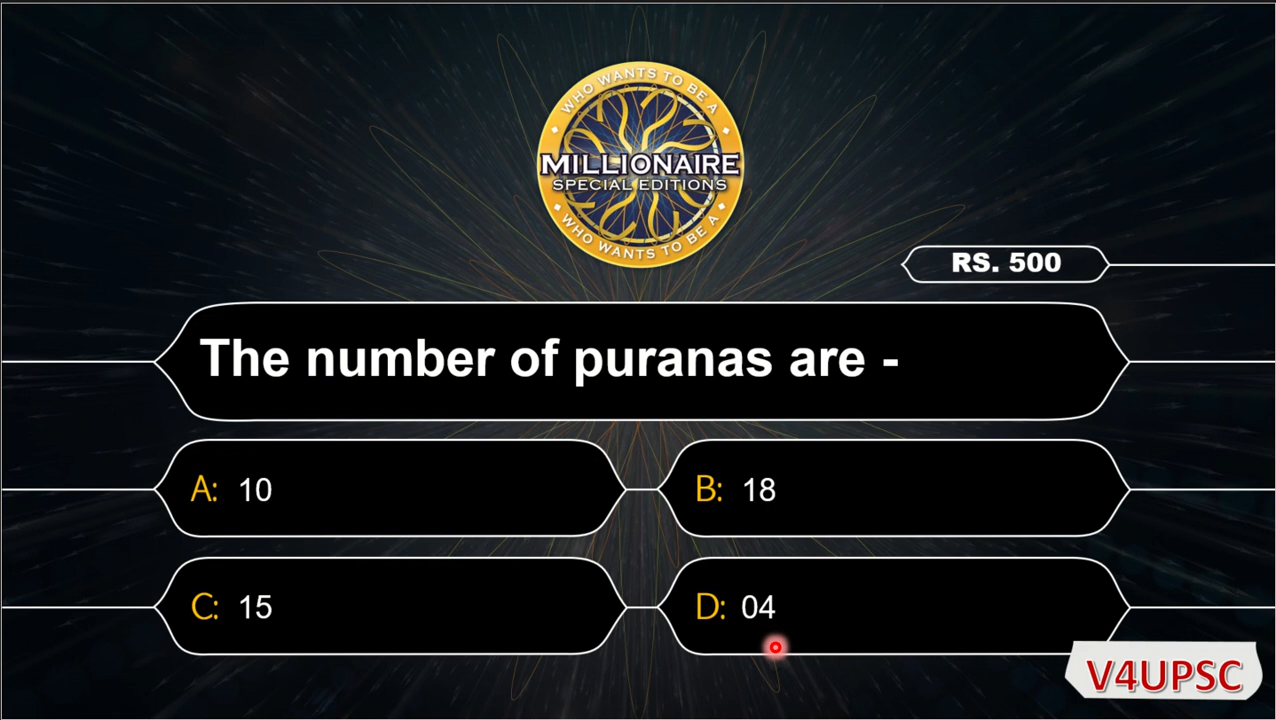 WHO WANTS TO BE A
MILLIONAIRE
SPECIAL EDITIONS
WHO WANTS TO BE A
RS. 500
The number of puranas are -
A: 10
B: 18
C: 15
D: 04
V4UPSC